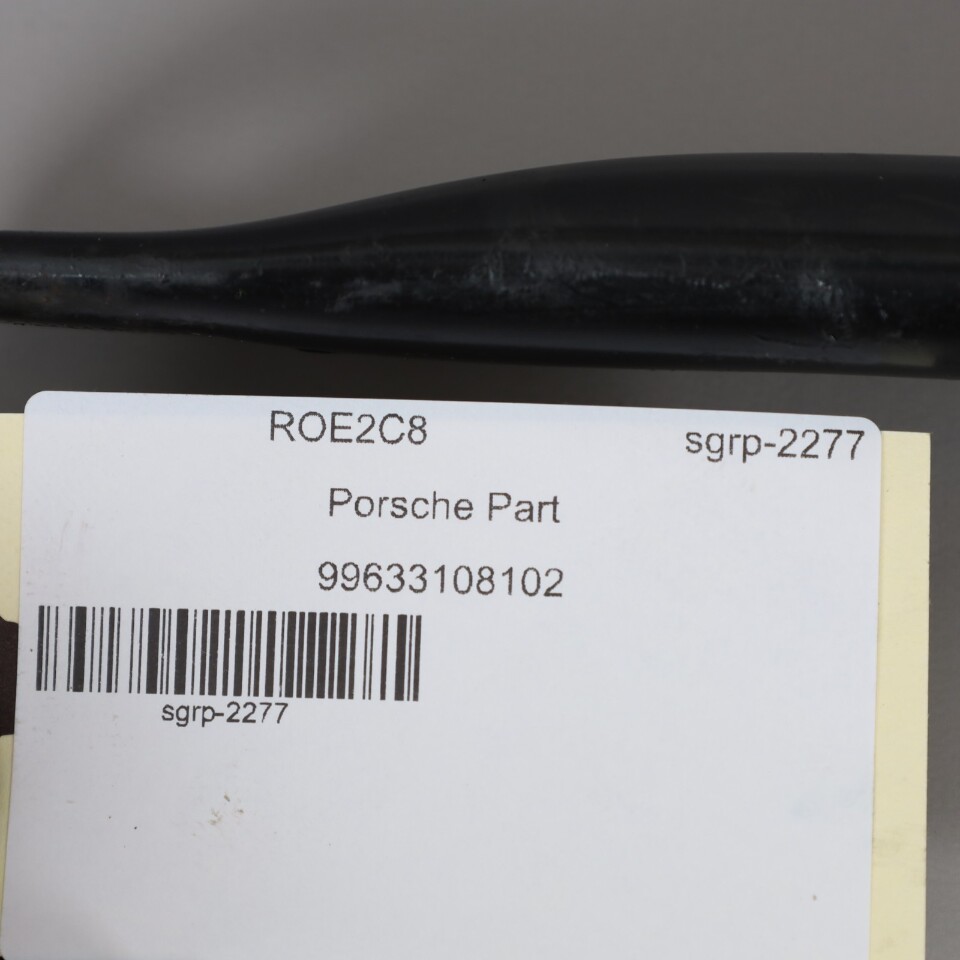 ROE2C8 sgrp-2277
Porsche Part
99633108102
sgrp-2277